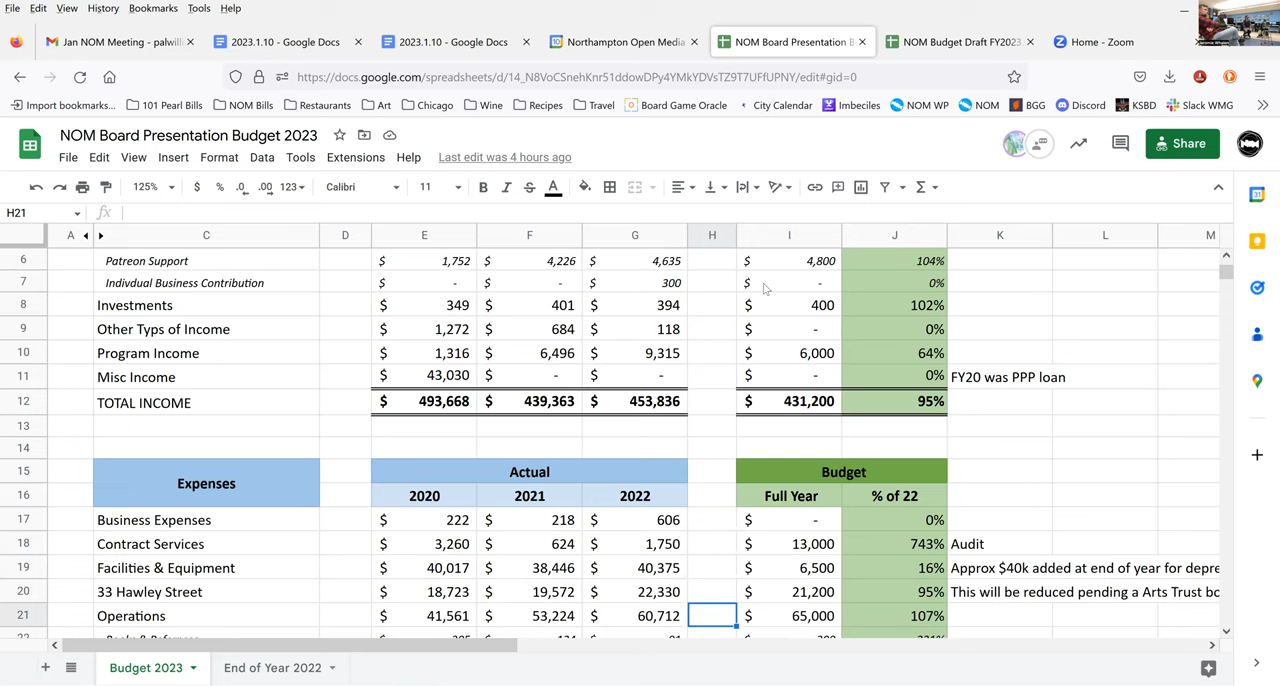 File Edit View History Bookmarks Tools Help
Jan NOM Meeting - palwilli 2023.1.10 - Google Docs 2023.1.10 - Google Docs Northampton Open Media NOM Board Presentation B NOM Budget Draft FY2023. Z Home - Zoom
https://docs.google.com/spreadsheets/d/14_N8VoCSnehKnr51ddowDPy4YMkYDVsTZ9T7UFfUPNY/edit#gid=0
Import bookmarks... 101 Pearl Bills NOM Bills Restaurants Art Chicago Wine Recipes Travel Board Game Oracle City Calendar Imbeciles NOM WP NOM BGG Discord KSBD Slack WMG
NOM Board Presentation Budget 2023
File Edit View Insert Format Data Tools Extensions Help Last edit was 4 hours ago
Share
125% $ % .0 .00 123 Calibri 11 B I S A
H21 fx
A C D E F G H I J K L M
6 Patreon Support $ 1,752 $ 4,226 $ 4,635 $ 4,800 104%
7 Indivdual Business Contribution $ - $ - $ 300 $ - 0%
8 Investments $ 349 $ 401 $ 394 $ 400 102%
9 Other Typs of Income $ 1,272 $ 684 $ 118 $ - 0%
10 Program Income $ 1,316 $ 6,496 $ 9,315 $ 6,000 64%
11 Misc Income $ 43,030 $ - $ - $ - 0% FY20 was PPP loan
12 TOTAL INCOME $ 493,668 $ 439,363 $ 453,836 $ 431,200 95%
13
14
15 Expenses Actual Budget
16 2020 2021 2022 Full Year % of 22
17 Business Expenses $ 222 $ 218 $ 606 $ - 0%
18 Contract Services $ 3,260 $ 624 $ 1,750 $ 13,000 743% Audit
19 Facilities & Equipment $ 40,017 $ 38,446 $ 40,375 $ 6,500 16% Approx $40k added at end of year for depre
20 33 Hawley Street $ 18,723 $ 19,572 $ 22,330 $ 21,200 95% This will be reduced pending a Arts Trust bo
21 Operations $ 41,561 $ 53,224 $ 60,712 $ 65,000 107%
Budget 2023 End of Year 2022